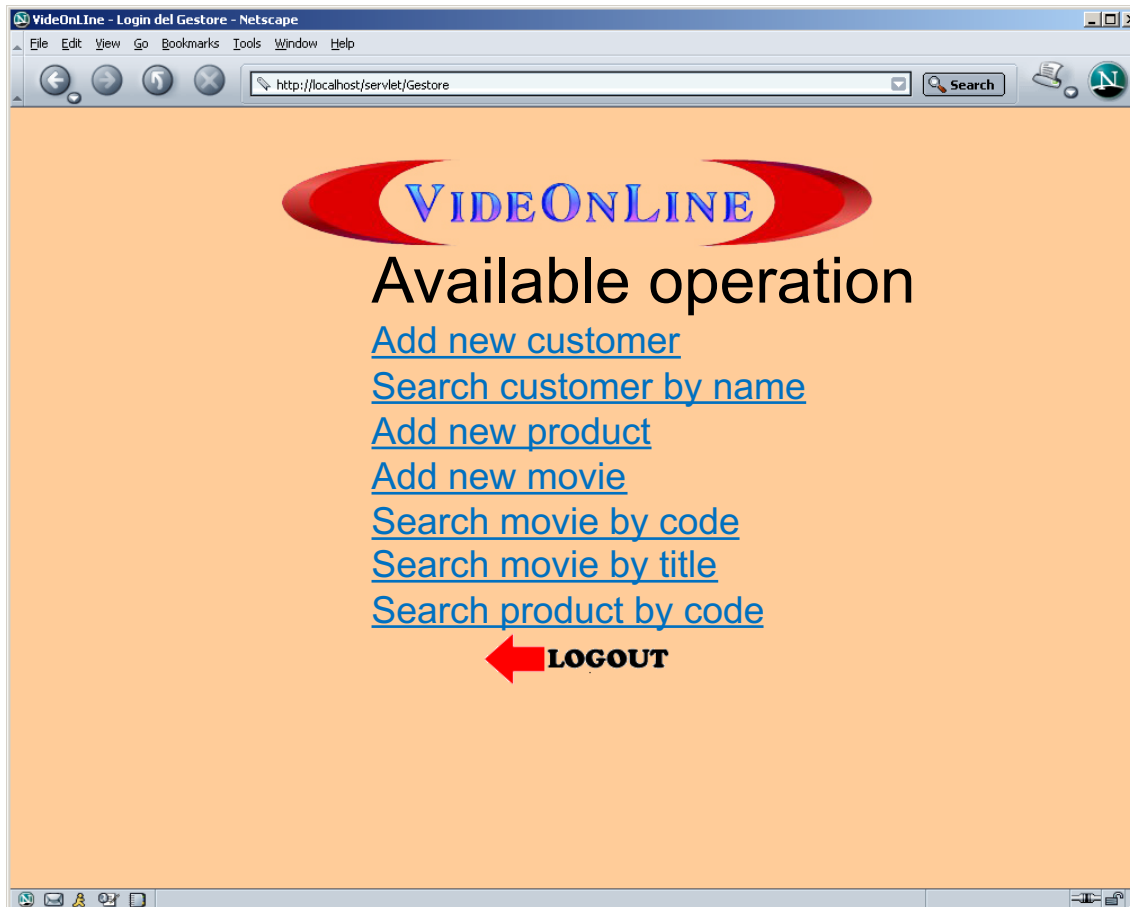 VideOnLIne - Login del Gestore - Netscape
File Edit View Go Bookmarks Tools Window Help
http://localhost/servlet/Gestore
Search
N
VIDEONLINE
Available operation
Add new customer
Search customer by name
Add new product
Add new movie
Search movie by code
Search movie by title
Search product by code
LOGOUT